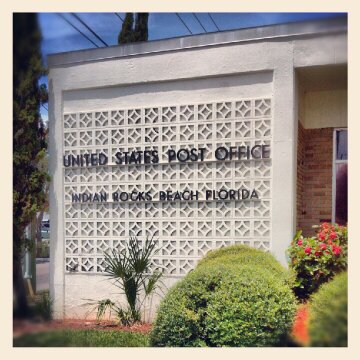 UNITED STATES POST OFFICE
INDIAN ROCKS BEACH FLORIDA